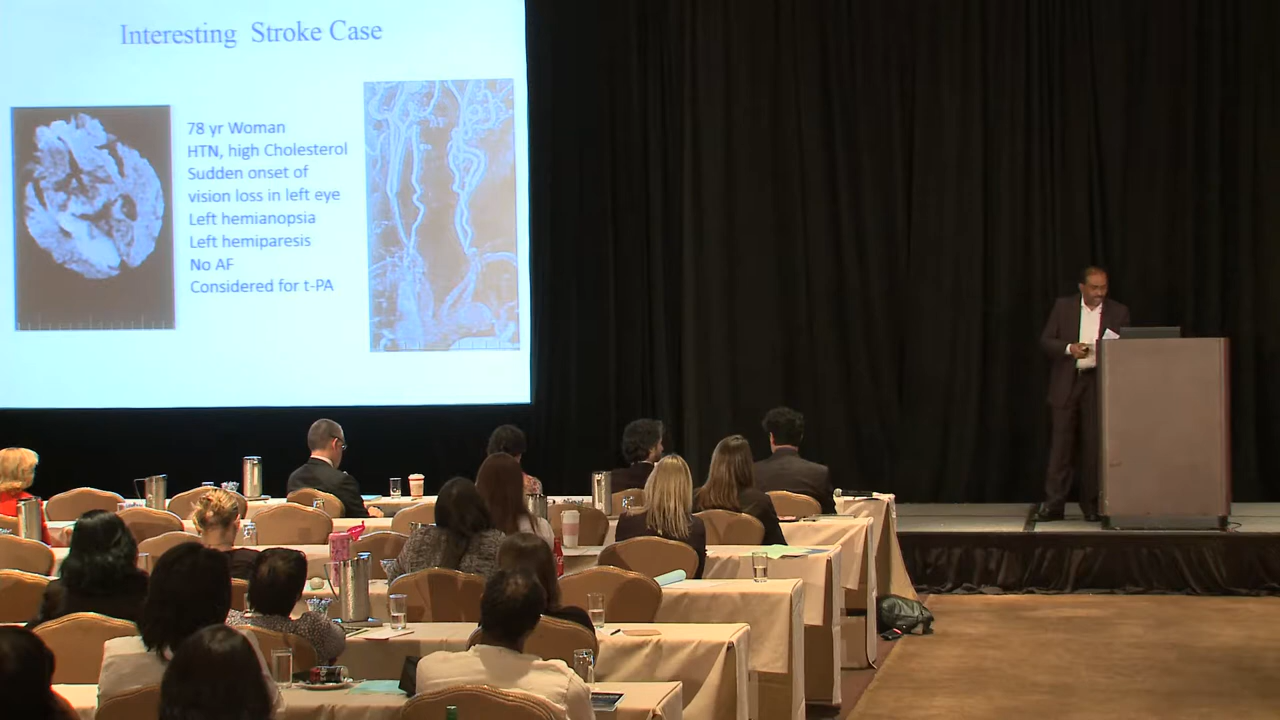 Interesting Stroke Case
78 yr Woman
HTN, high Cholesterol
Sudden onset of
vision loss in left eye
Left hemianopsia
Left hemiparesis
No AF
Considered for t-PA